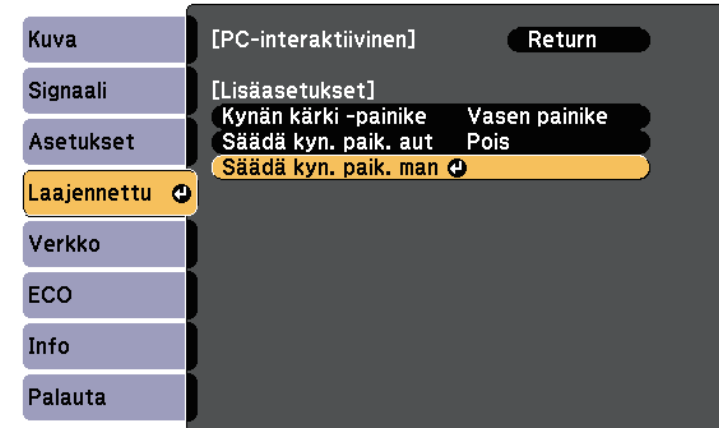 Kuva
Signaali
Asetukset
Laajennettu
Verkko
ECO
Info
Palauta
[PC-interaktiivinen] Return
[Lisäasetukset]
Kynän kärki -painike Vasen painike
Säädä kyn. paik. aut Pois
Säädä kyn. paik. man